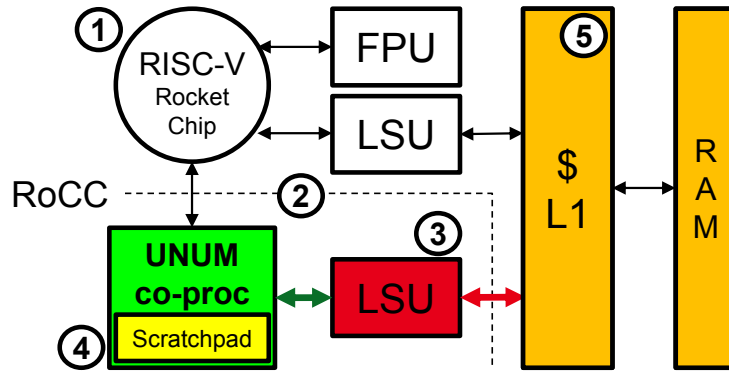 1
RISC-V
Rocket
Chip
FPU
LSU
5
$
L1
R
A
M
RoCC
2
UNUM
co-proc
3
LSU
4
Scratchpad